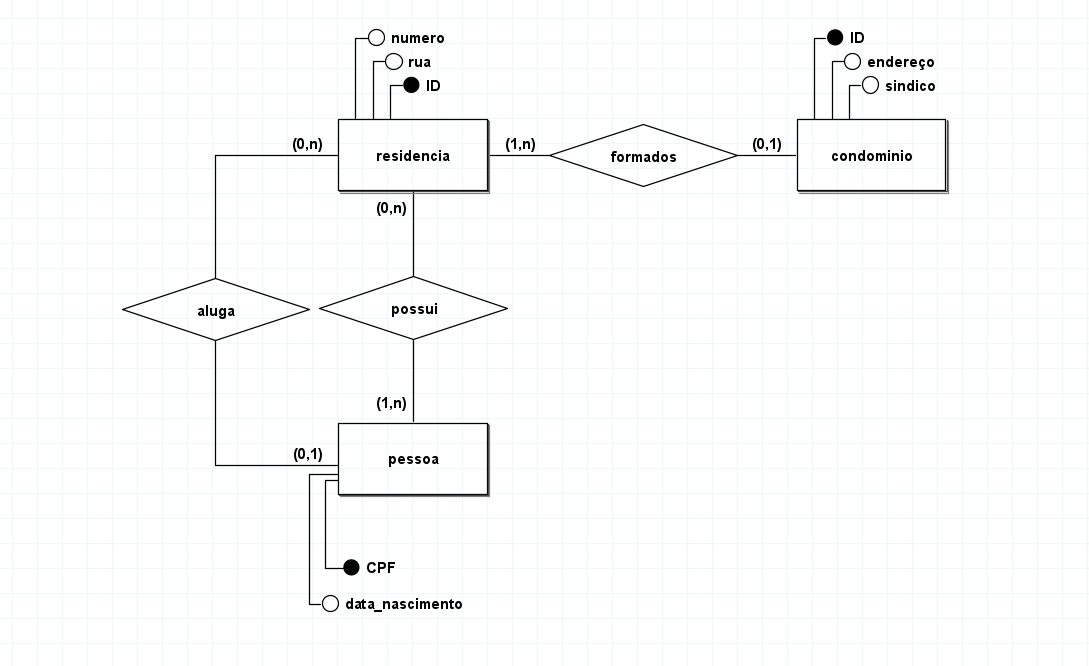 numero
rua
ID
ID
endereço
sindico
(0,n)
residencia
(1,n)
formados
(0,1)
condominio
(0,n)
aluga
possui
(1,n)
(0,1)
pessoa
CPF
data_nascimento